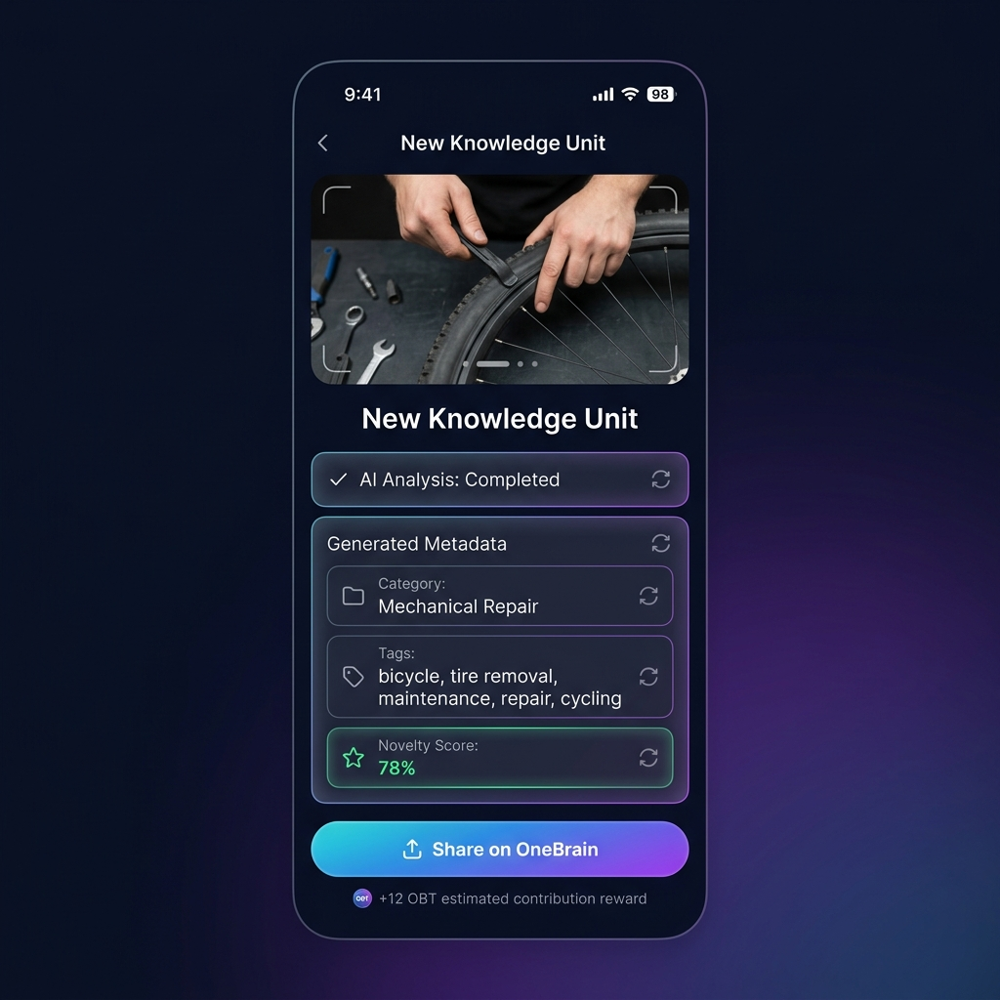 9:41
98
New Knowledge Unit
New Knowledge Unit
AI Analysis: Completed
Generated Metadata
Category:
Mechanical Repair
Tags:
bicycle, tire removal,
maintenance, repair, cycling
Novelty Score:
78%
Share on OneBrain
OBT
+12 OBT estimated contribution reward